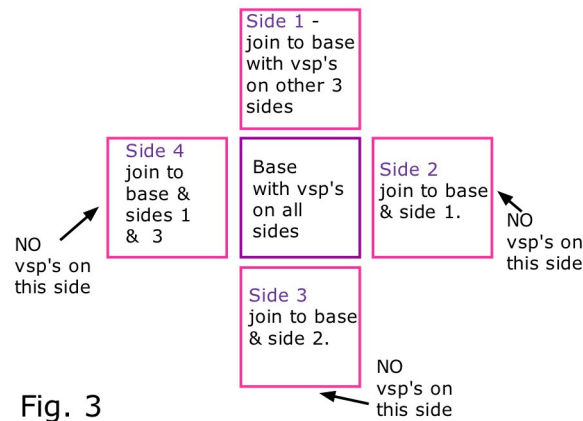 Side 1 -
join to base
with vsp's
on other 3
sides
Side 4
join to
base &
sides 1
& 3
Base
with vsp's
on all
sides
Side 2
join to base
& side 1.
NO
vsp's on
this side
NO
vsp's on
this side
Side 3
join to base
& side 2.
NO
vsp's on
this side
Fig. 3